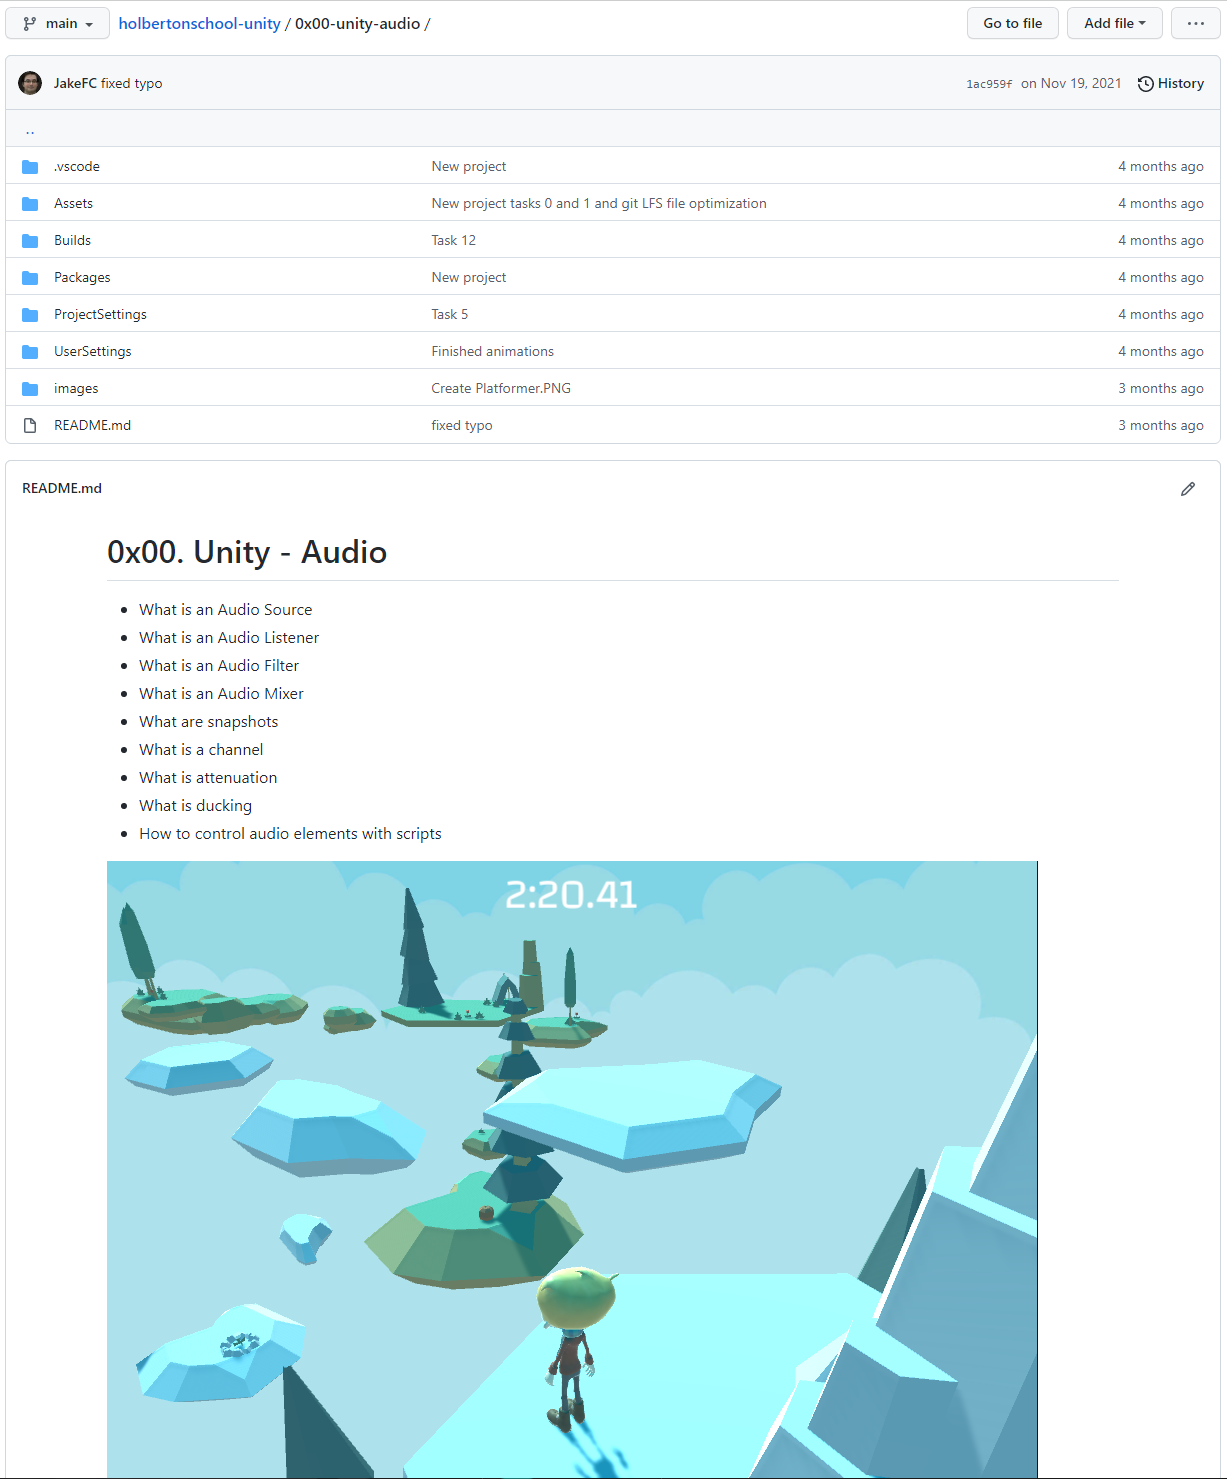 main
holbertonschool-unity / 0x00-unity-audio /
Go to file
Add file
JakeFC fixed typo
1ac959f on Nov 19, 2021
History
..
.vscode New project 4 months ago
Assets New project tasks 0 and 1 and git LFS file optimization 4 months ago
Builds Task 12 4 months ago
Packages New project 4 months ago
ProjectSettings Task 5 4 months ago
UserSettings Finished animations 4 months ago
images Create Platformer.PNG 3 months ago
README.md fixed typo 3 months ago
README.md
0x00. Unity - Audio
What is an Audio Source
What is an Audio Listener
What is an Audio Filter
What is an Audio Mixer
What are snapshots
What is a channel
What is attenuation
What is ducking
How to control audio elements with scripts
2:20.41